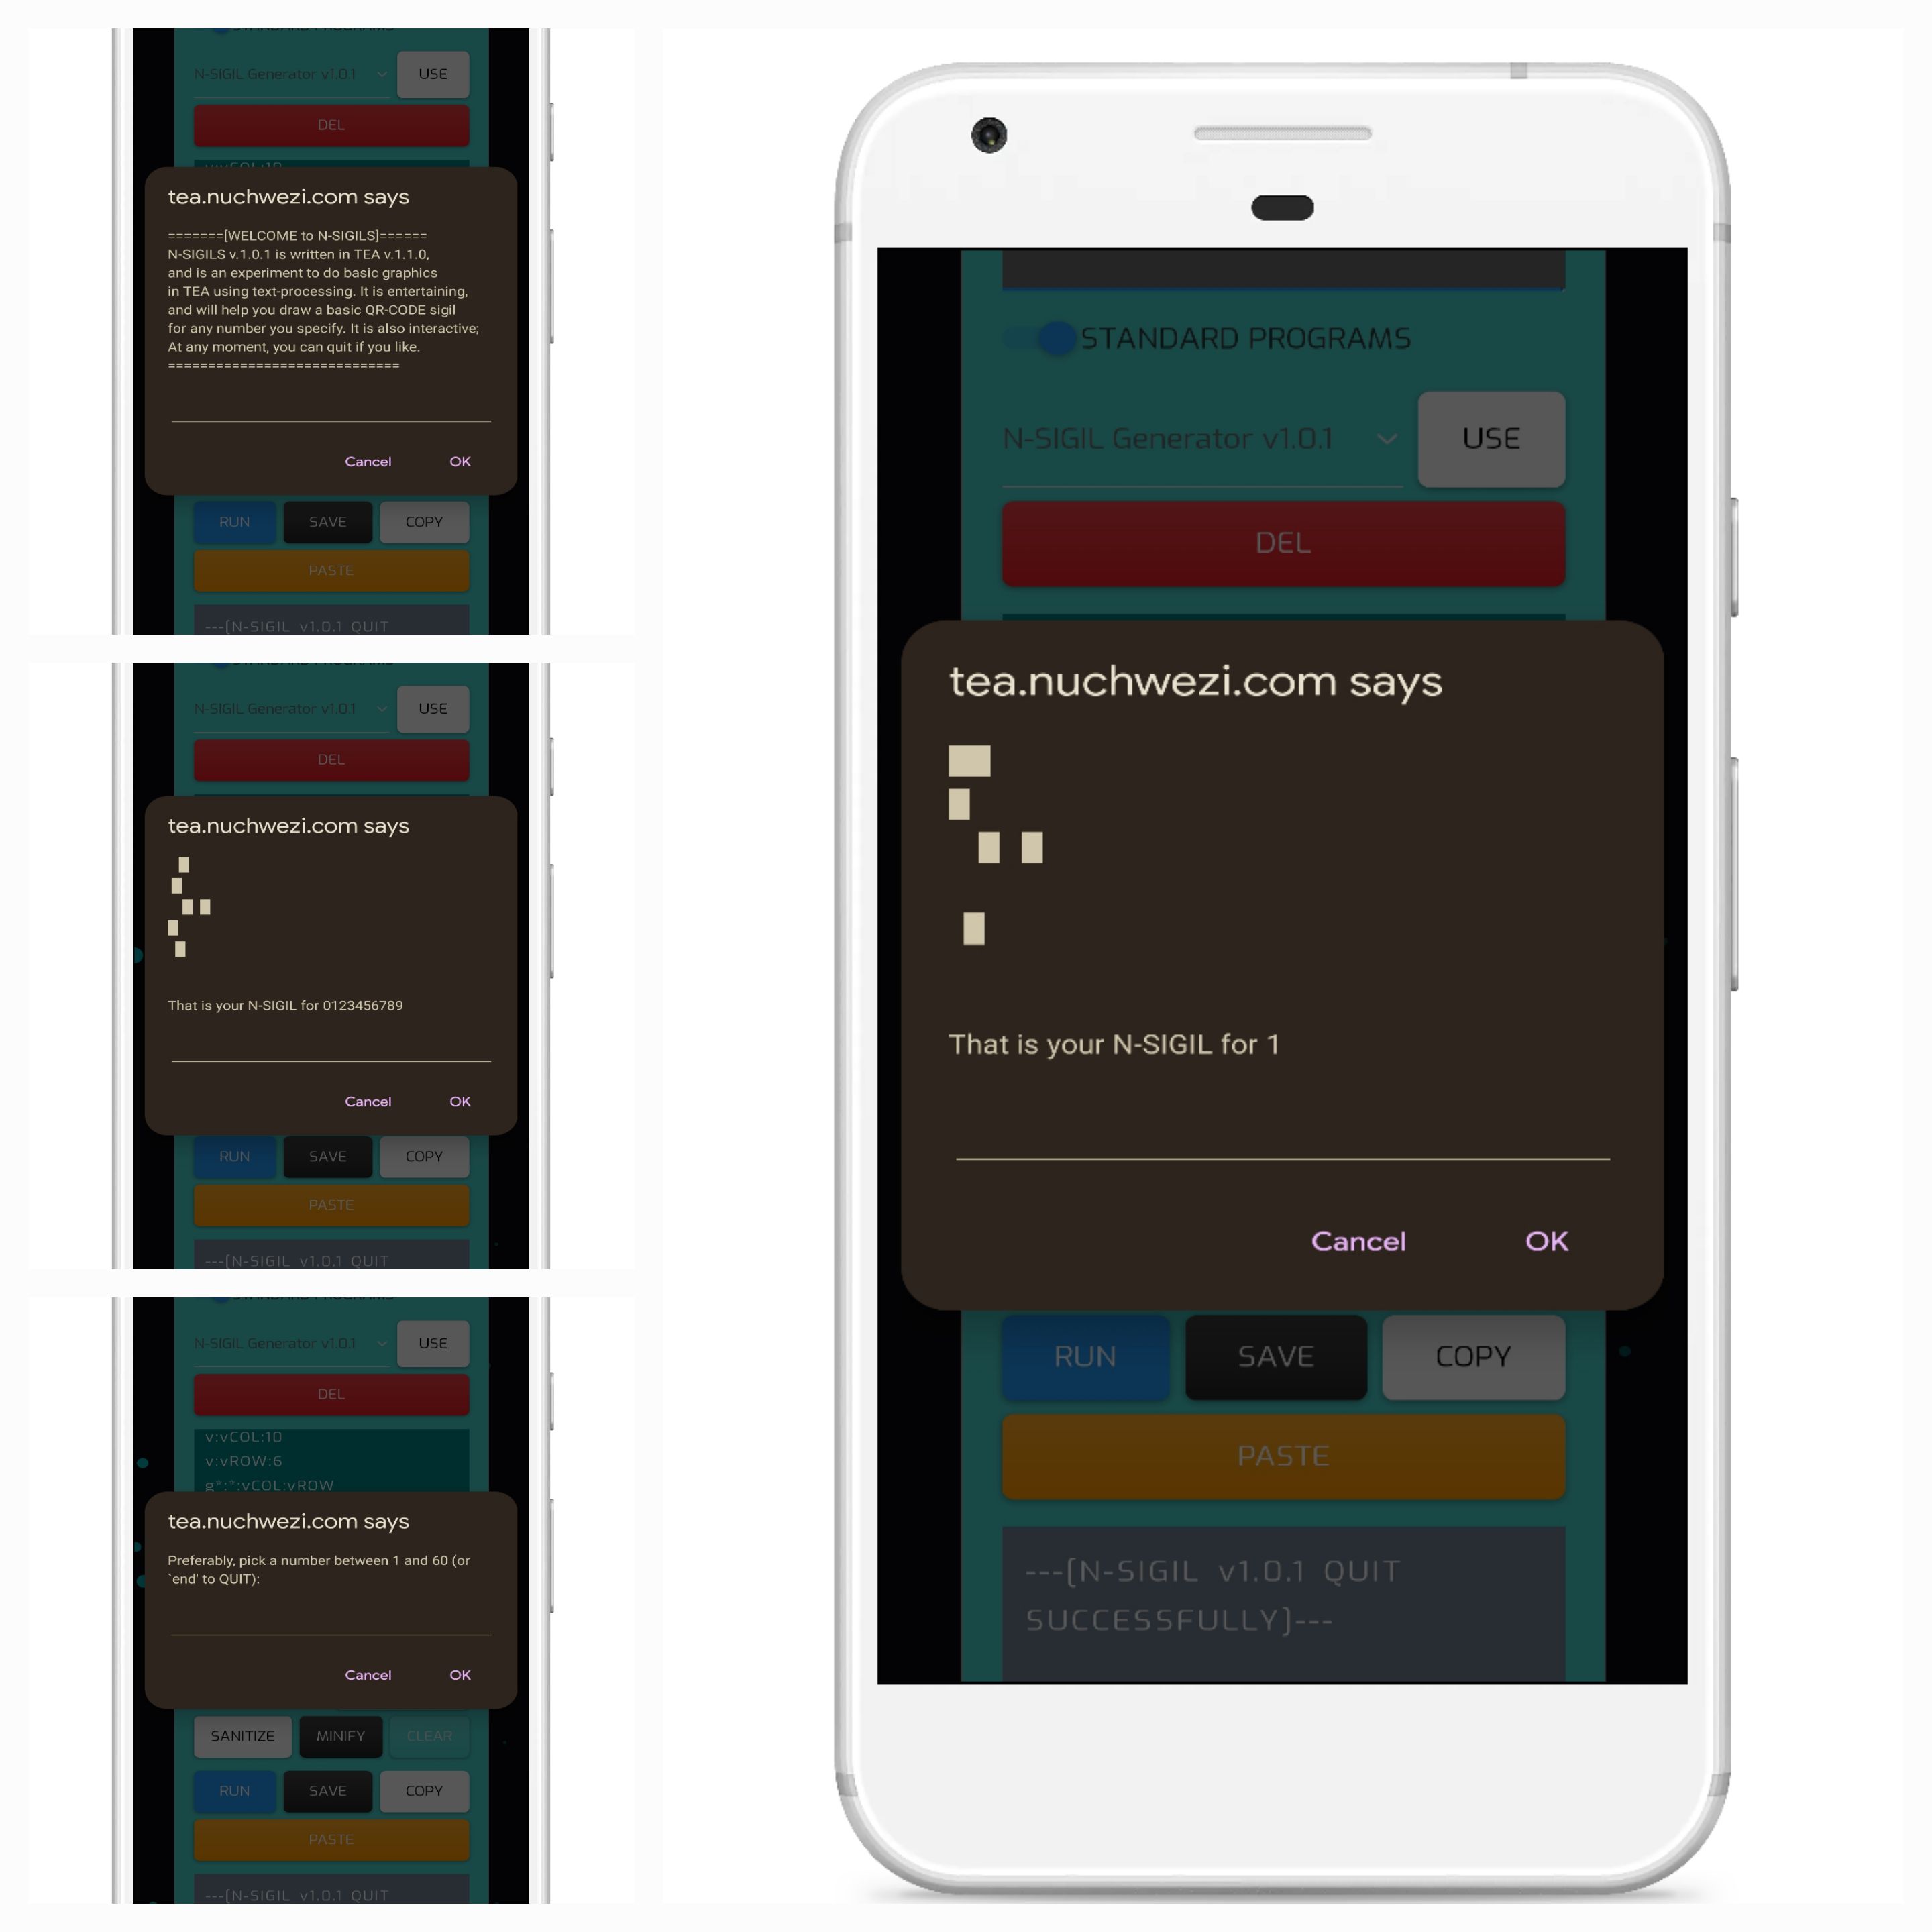 N-SIGIL Generator v1.0.1
USE
DEL
tea.nuchwezi.com says
=======[WELCOME to N-SIGILS]======
N-SIGILS v.1.0.1 is written in TEA v.1.1.0,
and is an experiment to do basic graphics
in TEA using text-processing. It is entertaining,
and will help you draw a basic QR-CODE sigil
for any number you specify. It is also interactive;
At any moment, you can quit if you like.
=============================
Cancel OK
RUN SAVE COPY
PASTE
---[N-SIGIL v1.0.1 QUIT
N-SIGIL Generator v1.0.1
USE
DEL
tea.nuchwezi.com says
That is your N-SIGIL for 0123456789
Cancel OK
RUN SAVE COPY
PASTE
---[N-SIGIL v1.0.1 QUIT
N-SIGIL Generator v1.0.1
USE
DEL
v:vCOL:10
v:vROW:6
g*:*:vCOL:vROW
tea.nuchwezi.com says
Preferably, pick a number between 1 and 60 (or
`end' to QUIT):
Cancel OK
SANITIZE MINIFY CLEAR
RUN SAVE COPY
PASTE
---[N-SIGIL v1.0.1 QUIT
STANDARD PROGRAMS
N-SIGIL Generator v1.0.1
USE
DEL
tea.nuchwezi.com says
That is your N-SIGIL for 1
Cancel OK
RUN SAVE COPY
PASTE
---[N-SIGIL v1.0.1 QUIT
SUCCESSFULLY]---